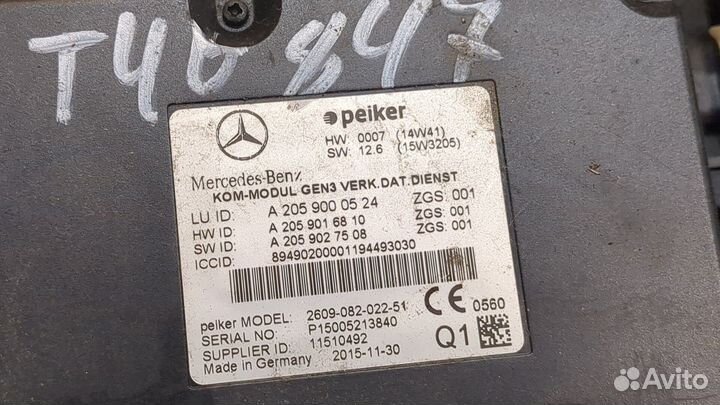 T40847
peiker
HW: 0007 (14W41)
SW: 12.6 (15W3205)
Mercedes-Benz
KOM-MODUL GEN3 VERK.DAT.DIENST
LU ID: A 205 900 05 24 ZGS: 001
HW ID: A 205 901 68 10 ZGS: 001
SW ID: A 205 902 75 08 ZGS: 001
ICCID: 89490200001194493030
peiker MODEL: 2609-082-022-51 CE 0560
SERIAL NO: P15005213840
SUPPLIER ID: 11510492 Q1
Made in Germany 2015-11-30
Avito